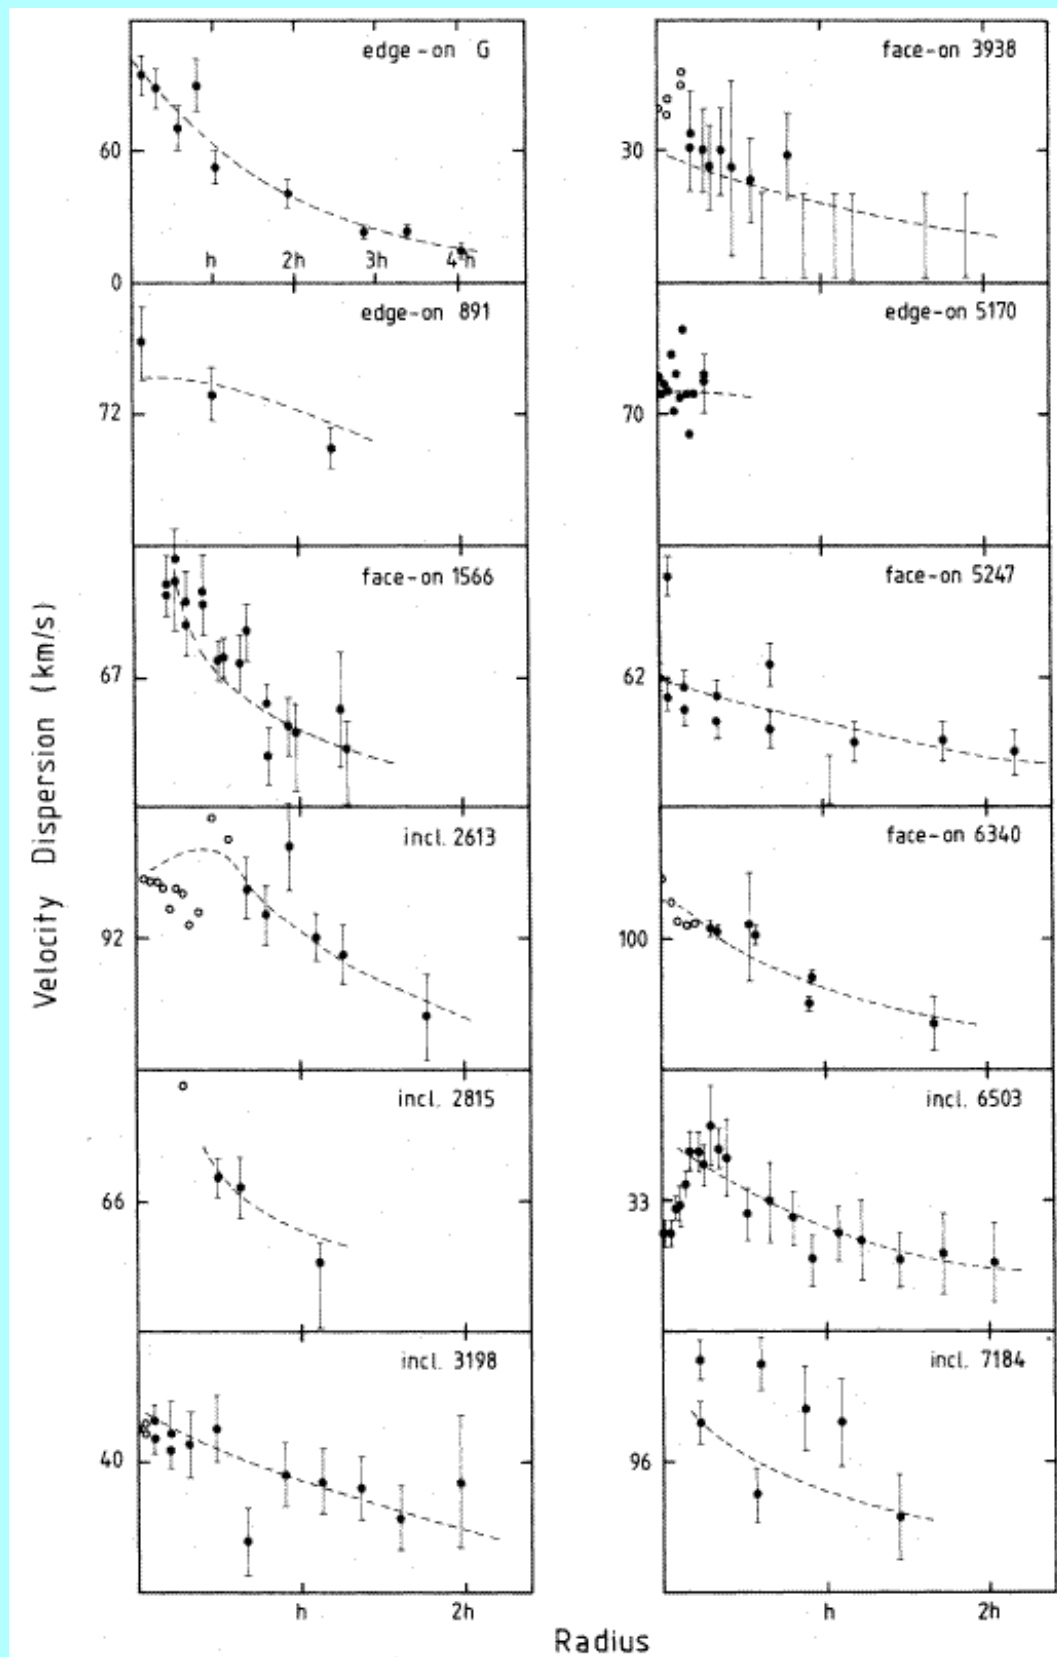 edge-on G
60
0
h 2h 3h 4h
face-on 3938
30
edge-on 891
72
edge-on 5170
70
face-on 1566
67
face-on 5247
62
incl. 2613
92
face-on 6340
100
incl. 2815
66
incl. 6503
33
incl. 3198
40
h 2h
incl. 7184
96
h 2h
Velocity Dispersion (km/s)
Radius